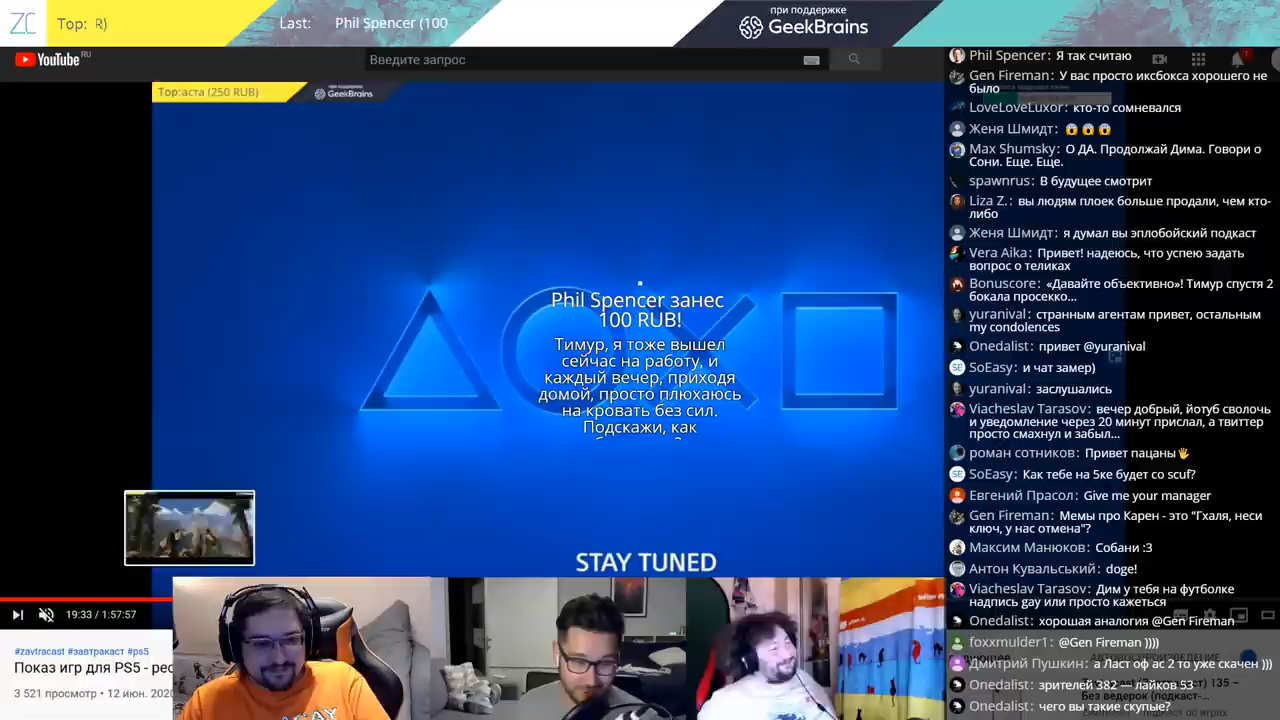 ZC
Top: R)
Last: Phil Spencer (100
при поддержке
GeekBrains
YouTube RU
Введите запрос
Top:аста (250 RUB)
GeekBrains
Phil Spencer занес
100 RUB!
Тимур, я тоже вышел
сейчас на работу, и
каждый вечер, приходя
домой, просто плюхаюсь
на кровать без сил.
Подскажи, как
STAY TUNED
19:33 / 1:57:57
#zavtracast #завтракаст #ps5
Показ игр для PS5 - рес
3 521 просмотр • 12 июн. 2020
Phil Spencer: Я так считаю
Gen Fireman: У вас просто иксбокса хорошего не
было
LoveLoveLuxor: кто-то сомневался
Женя Шмидт: 😱😱😱
Max Shumsky: О ДА. Продолжай Дима. Говори о
Сони. Еще. Еще.
spawnrus: В будущее смотрит
Liza Z.: вы людям плоек больше продали, чем кто-
либо
Женя Шмидт: я думал вы эплобойский подкаст
Vera Aika: Привет! надеюсь, что успею задать
вопрос о теликах
Bonuscore: «Давайте объективно»! Тимур спустя 2
бокала просекко...
yuranival: странным агентам привет, остальным
my condolences
Onedalist: привет @yuranival
SoEasy: и чат замер)
yuranival: заслушались
Viacheslav Tarasov: вечер добрый, йотуб сволочь
и уведомление через 20 минут прислал, а твиттер
просто смахнул и забыл...
роман сотников: Привет пацаны🖐
SoEasy: Как тебе на 5ке будет со scuf?
Евгений Прасол: Give me your manager
Gen Fireman: Мемы про Карен - это "Гхаля, неси
ключ, у нас отмена"?
Максим Манюков: Собани :3
Антон Кувальський: doge!
Viacheslav Tarasov: Дим у тебя на футболке
надпись gay или просто кажеться
Onedalist: хорошая аналогия @Gen Fireman
foxxmulder1: @Gen Fireman ))))
Дмитрий Пушкин: а Ласт оф ас 2 то уже скачен )))
Onedalist: зрителей 382 — лайков 53
Onedalist: чего вы такие скупые?